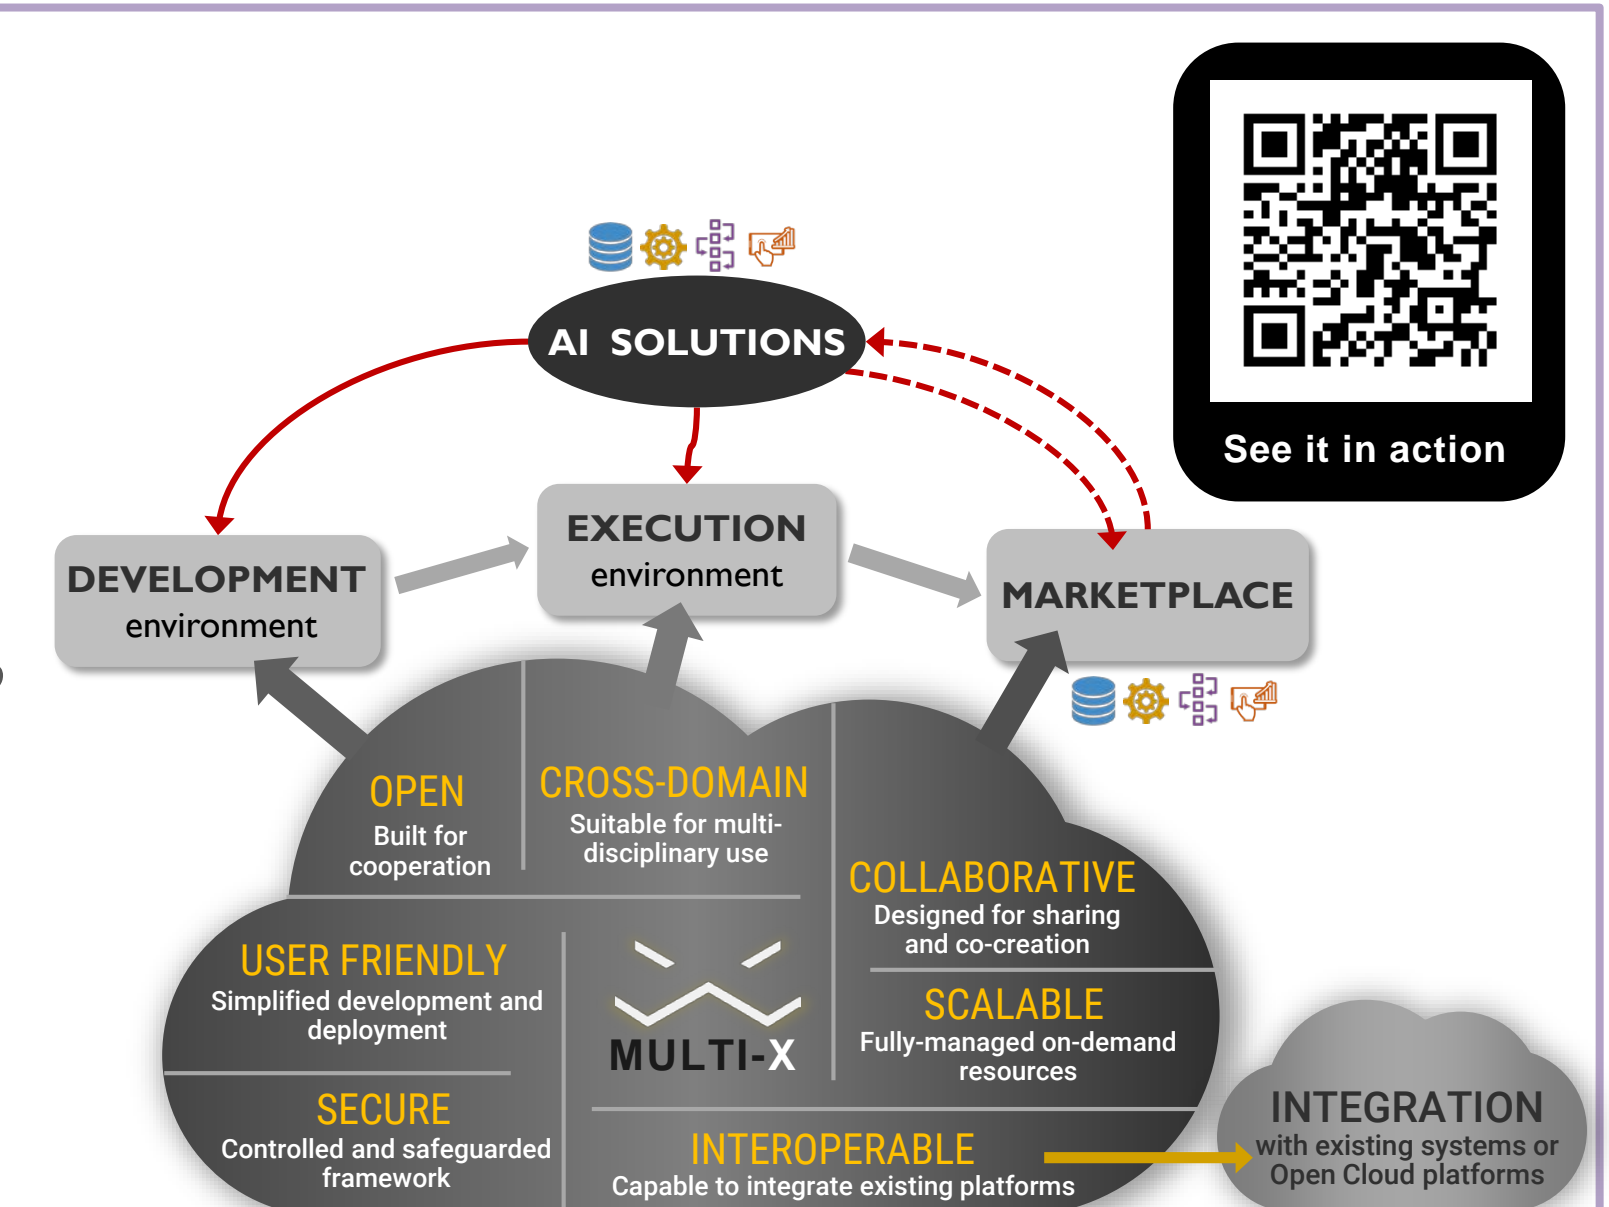 See it in action
AI SOLUTIONS
DEVELOPMENT
environment
EXECUTION
environment
MARKETPLACE
OPEN
Built for
cooperation
CROSS-DOMAIN
Suitable for multi-
disciplinary use
COLLABORATIVE
Designed for sharing
and co-creation
USER FRIENDLY
Simplified development and
deployment
MULTI-X
SCALABLE
Fully-managed on-demand
resources
SECURE
Controlled and safeguarded
framework
INTEROPERABLE
Capable to integrate existing platforms
INTEGRATION
with existing systems or
Open Cloud platforms